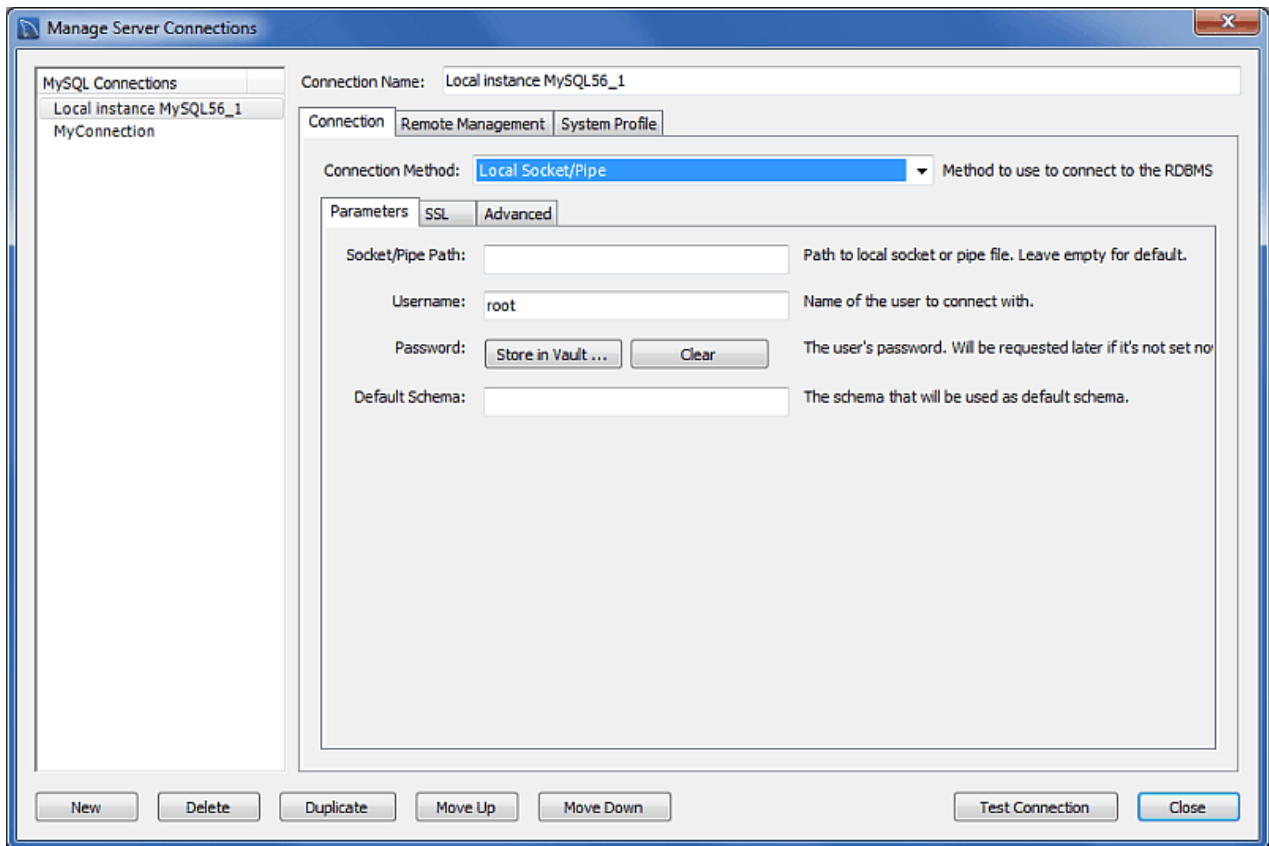 Manage Server Connections
MySQL Connections
Local instance MySQL56_1
MyConnection
Connection Name: Local instance MySQL56_1
Connection Remote Management System Profile
Connection Method: Local Socket/Pipe Method to use to connect to the RDBMS
Parameters SSL Advanced
Socket/Pipe Path: Path to local socket or pipe file. Leave empty for default.
Username: root Name of the user to connect with.
Password: Store in Vault ... Clear The user's password. Will be requested later if it's not set
Default Schema: The schema that will be used as default schema.
New Delete Duplicate Move Up Move Down Test Connection Close